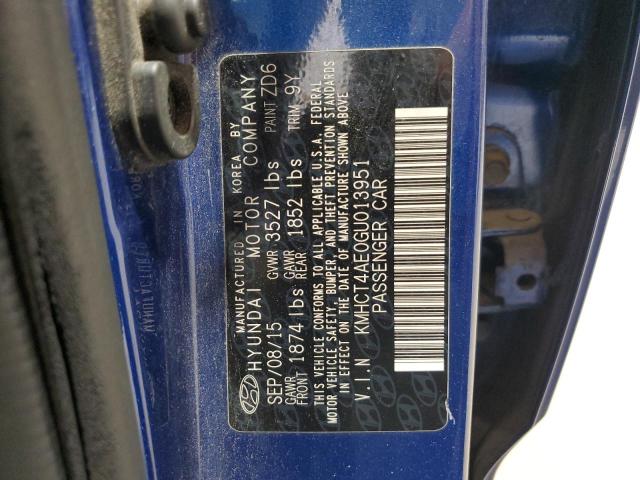 MANUFACTURED IN KOREA BY
HYUNDAI MOTOR COMPANY
SEP/08/15 GVWR 3527 lbs PAINT ZD6
GAWR FRONT 1874 lbs GAWR REAR 1852 lbs TRIM 9Y
THIS VEHICLE CONFORMS TO ALL APPLICABLE U.S.A. FEDERAL
MOTOR VEHICLE SAFETY, BUMPER, AND THEFT PREVENTION STANDARDS
IN EFFECT ON THE DATE OF MANUFACTURE SHOWN ABOVE
V.I.N KMHCT4AE0GU013951
PASSENGER CAR